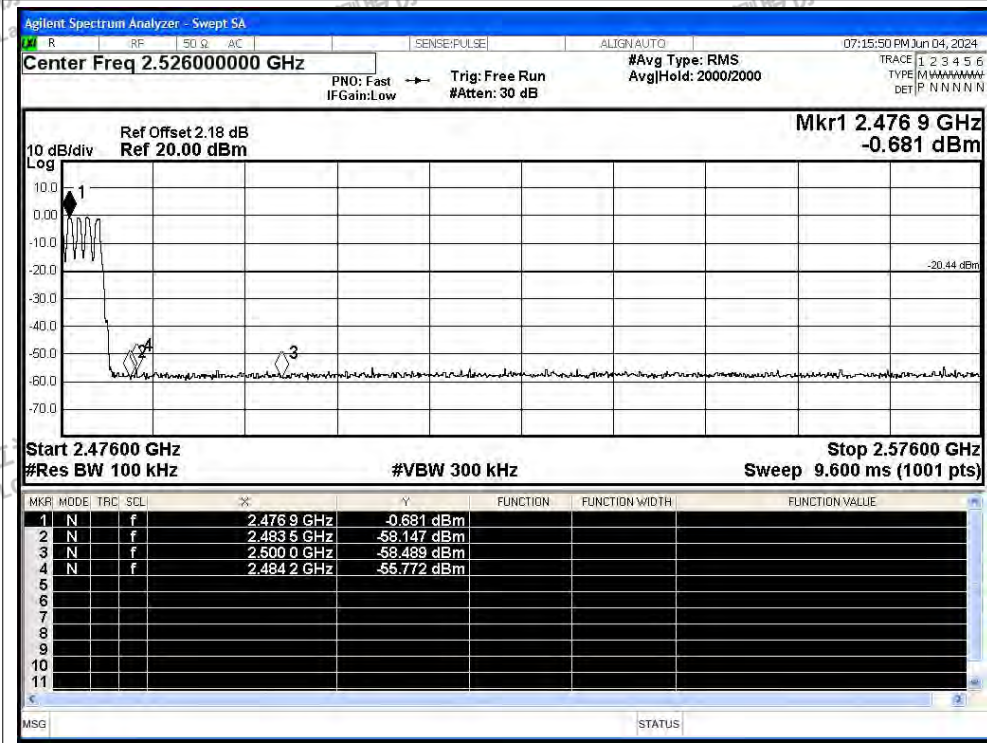 Agilent Spectrum Analyzer - Swept SA
LXI R RF 50 Ω AC SENSE:PULSE ALIGN AUTO 07:15:50 PM Jun 04, 2024
Center Freq 2.526000000 GHz #Avg Type: RMS TRACE 1 2 3 4 5 6
PNO: Fast Trig: Free Run Avg|Hold: 2000/2000 TYPE M W W W W W
IFGain:Low #Atten: 30 dB DET P N N N N N
Mkr1 2.476 9 GHz
Ref Offset 2.18 dB
10 dB/div Ref 20.00 dBm -0.681 dBm
Log
10.0
1
0.00
-10.0
-20.0
-20.44 dBm
-30.0
-40.0
-50.0
2 4 3
-60.0
-70.0
Start 2.47600 GHz Stop 2.57600 GHz
#Res BW 100 kHz #VBW 300 kHz Sweep 9.600 ms (1001 pts)
MKR MODE TRC SCL X Y FUNCTION FUNCTION WIDTH FUNCTION VALUE
1 N f 2.476 9 GHz -0.681 dBm
2 N f 2.483 5 GHz -58.147 dBm
3 N f 2.500 0 GHz -58.489 dBm
4 N f 2.484 2 GHz -55.772 dBm
5
6
7
8
9
10
11
MSG STATUS